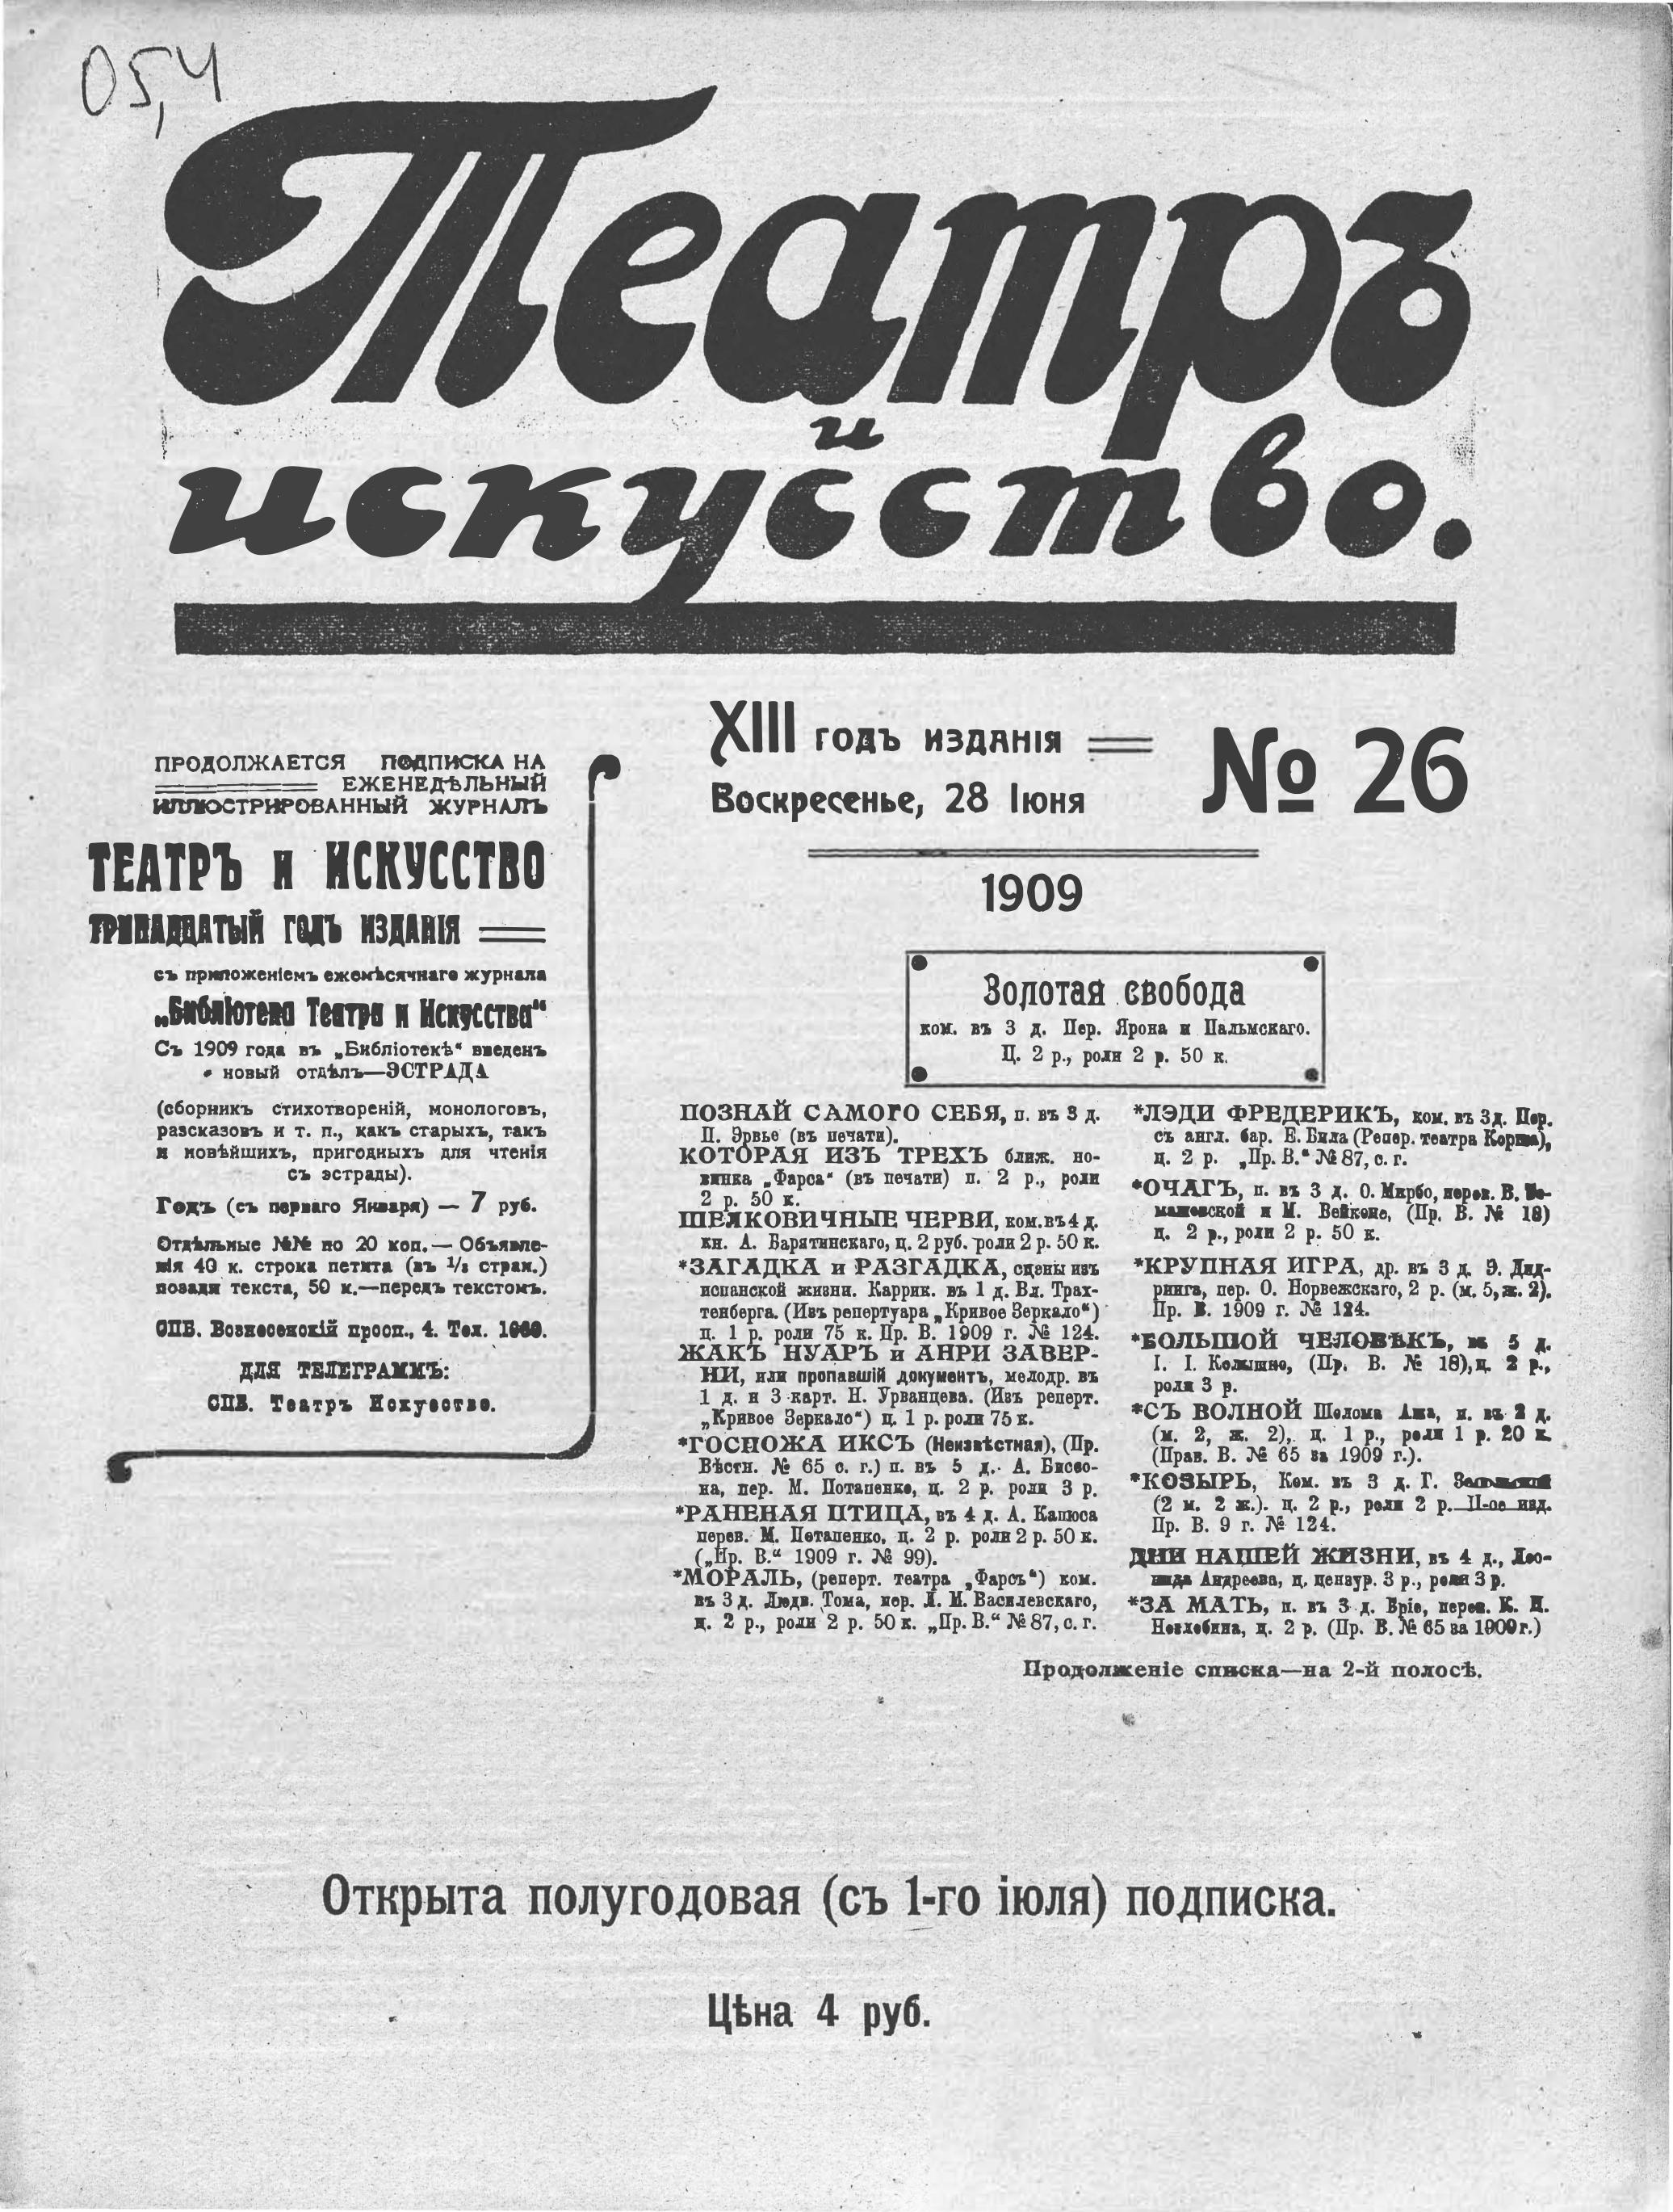 05,4
Театръ
и
искусство.
XIII годъ изданія
Воскресенье, 28 Іюня
№ 26
1909
ПРОДОЛЖАЕТСЯ ПОДПИСКА НА
ЕЖЕНЕДѢЛЬНЫЙ
ИЛЛЮСТРИРОВАННЫЙ ЖУРНАЛЪ
ТЕАТРЪ и ИСКУССТВО
ТРИНАДЦАТЫЙ ГОДЪ ИЗДАНІЯ
съ приложеніемъ ежемѣсячнаго журнала
„Библіотека Театра и Искусства“
Съ 1909 года въ „Библіотекѣ“ введенъ
новый отдѣлъ—ЭСТРАДА
(сборникъ стихотвореній, монологовъ,
разсказовъ и т. п., какъ старыхъ, такъ
и новѣйшихъ, пригодныхъ для чтенія
съ эстрады).
Годъ (съ перваго Января) — 7 руб.
Отдѣльные №№ по 20 коп.— Объявле-
нія 40 к. строка петита (въ 1/3 стран.)
позади текста, 50 к.—передъ текстомъ.
СПБ. Вознесенскій просп., 4. Тел.
ДЛЯ ТЕЛЕГРАММЪ:
СПБ. Театръ Искусство.
Золотая свобода
ком. въ 3 д. Пер. Ярона и Пальмскаго.
Ц. 2 р., роли 2 р. 50 к.
ПОЗНАЙ САМОГО СЕБЯ, п. въ 3 д.
П. Эрвье (въ печати).
КОТОРАЯ ИЗЪ ТРЕХЪ ближ. но-
винка „Фарса“ (въ печати) п. 2 р., роли
2 р. 50 к.
ШЕЛКОВИЧНЫЕ ЧЕРВИ, ком. въ 4 д.
кн. А. Барятинскаго, ц. 2 руб. роли 2 р. 50 к.
*ЗАГАДКА и РАЗГАДКА, сцены изъ
испанской жизни. Каррик. въ 1 д. Вл. Трах-
тенберга. (Изъ репертуара „Кривое Зеркало“)
ц. 1 р. роли 75 к. Пр. В. 1909 г. № 124.
ЖАКЪ НУАРЪ и АНРИ ЗАВЕР-
НИ, или пропавшій документъ, мелодр. въ
1 д. и 3 карт. Н. Урванцева. (Изъ реперт.
„Кривое Зеркало“) ц. 1 р. роли 75 к.
*ГОСПОЖА ИКСЪ (Неизвѣстная), (Пр.
Вѣстн. № 65 с. г.) п. въ 5 д. А. Биссо-
на, пер. М. Потапенко, ц. 2 р. роли 3 р.
*РАНЕНАЯ ПТИЦА, въ 4 д. А. Капюса
перев. М. Потапенко, ц. 2 р. роли 2 р. 50 к.
(„Пр. В.“ 1909 г. № 99).
*МОРАЛЬ, (реперт. театра „Фарсъ“) ком.
въ 3 д. Людв. Тома, пер. Л. И. Василевскаго,
ц. 2 р., роли 2 р. 50 к. „Пр. В.“ № 87, с. г.
*ЛЭДИ ФРЕДЕРИКЪ, ком. въ 3 д. Пер.
съ англ. бар. Е. Била (Репер. театра Корша),
ц. 2 р. „Пр. В.“ № 87, с. г.
*ОЧАГЪ, п. въ 3 д. О. Мирбо, перев. В.
и М. Вейконе, (Пр. В. № 18)
ц. 2 р., роли 2 р. 50 к.
*КРУПНАЯ ИГРА, др. въ 3 д. Э. Дид-
ринга, пер. О. Норвежскаго, 2 р. (м. 5, ж. 2).
Пр. В. 1909 г. № 124.
*БОЛЬШОЙ ЧЕЛОВѢКЪ, 5 д.
І. І. Колышко, (Пр. В. № 18), ц. 2 р.,
роли 3 р.
*СЪ ВОЛНОЙ Шолома Аша, п. въ 2 д.
(м. 2, ж. 2), ц. 1 р., роли 1 р. 20 к.
(Прав. В. № 65 за 1909 г.).
*КОЗЫРЬ, Ком. въ 3 д. Г.
(2 м. 2 ж.). ц. 2 р., роли 2 р. II-ое изд.
Пр. В. 9 г. № 124.
ДНИ НАШЕЙ ЖИЗНИ, въ 4 д., Лео-
нида Андреева, ц. цензур. 3 р., роли 3 р.
*ЗА МАТЬ, п. въ 3 д. Бріе, перев. К. Н.
Незлобина, ц. 2 р. (Пр. В. № 65 за 1909 г.)
Продолженіе списка—на 2-й полосѣ.
Открыта полугодовая (съ 1-го іюля) подписка.
Цѣна 4 руб.